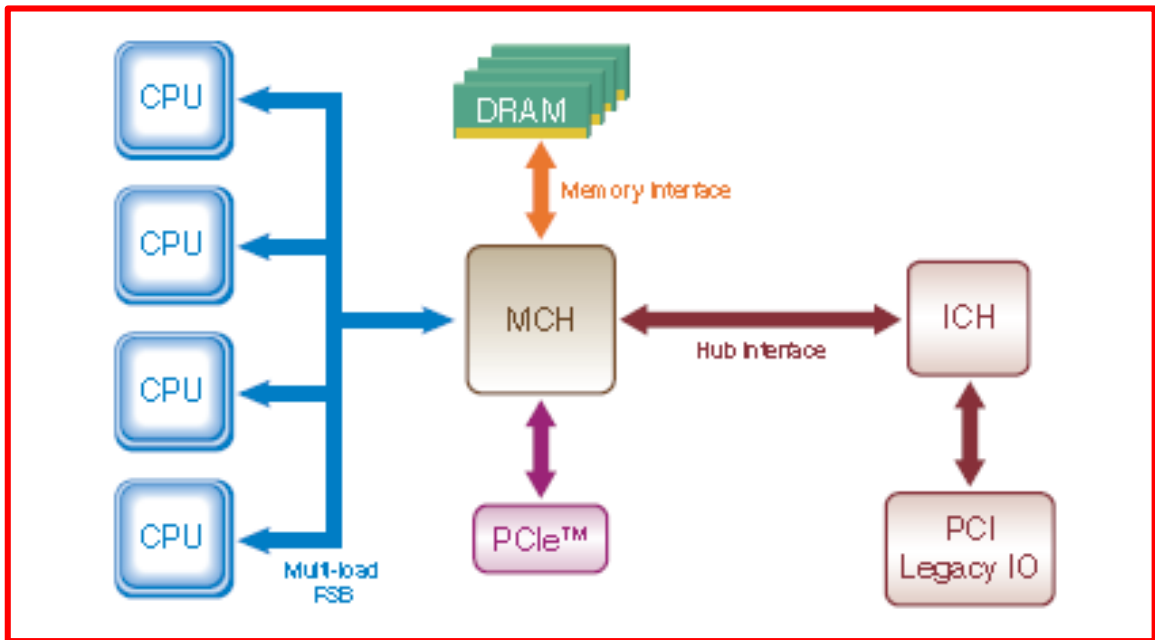 CPU
CPU
CPU
CPU
Multi-load
FSB
DRAM
Memory Interface
MCH
Hub Interface
ICH
PCIe™
PCI
Legacy IO